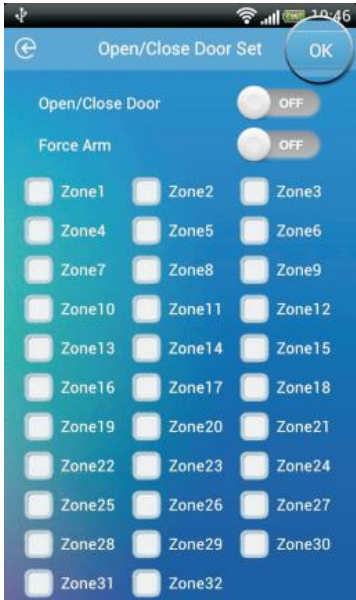 19:46
Open/Close Door Set OK
Open/Close Door OFF
Force Arm OFF
Zone1 Zone2 Zone3
Zone4 Zone5 Zone6
Zone7 Zone8 Zone9
Zone10 Zone11 Zone12
Zone13 Zone14 Zone15
Zone16 Zone17 Zone18
Zone19 Zone20 Zone21
Zone22 Zone23 Zone24
Zone25 Zone26 Zone27
Zone28 Zone29 Zone30
Zone31 Zone32